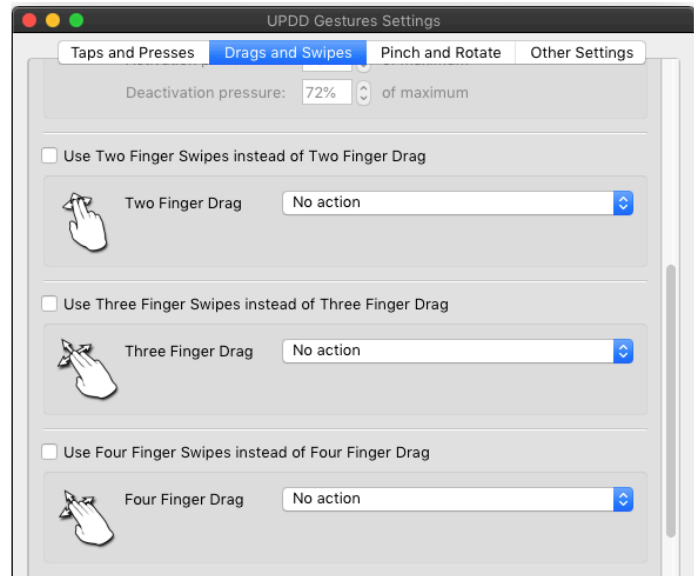 UPDD Gestures Settings
Taps and Presses Drags and Swipes Pinch and Rotate Other Settings
of maximum
Deactivation pressure: 72% of maximum
Use Two Finger Swipes instead of Two Finger Drag
Two Finger Drag No action
Use Three Finger Swipes instead of Three Finger Drag
Three Finger Drag No action
Use Four Finger Swipes instead of Four Finger Drag
Four Finger Drag No action